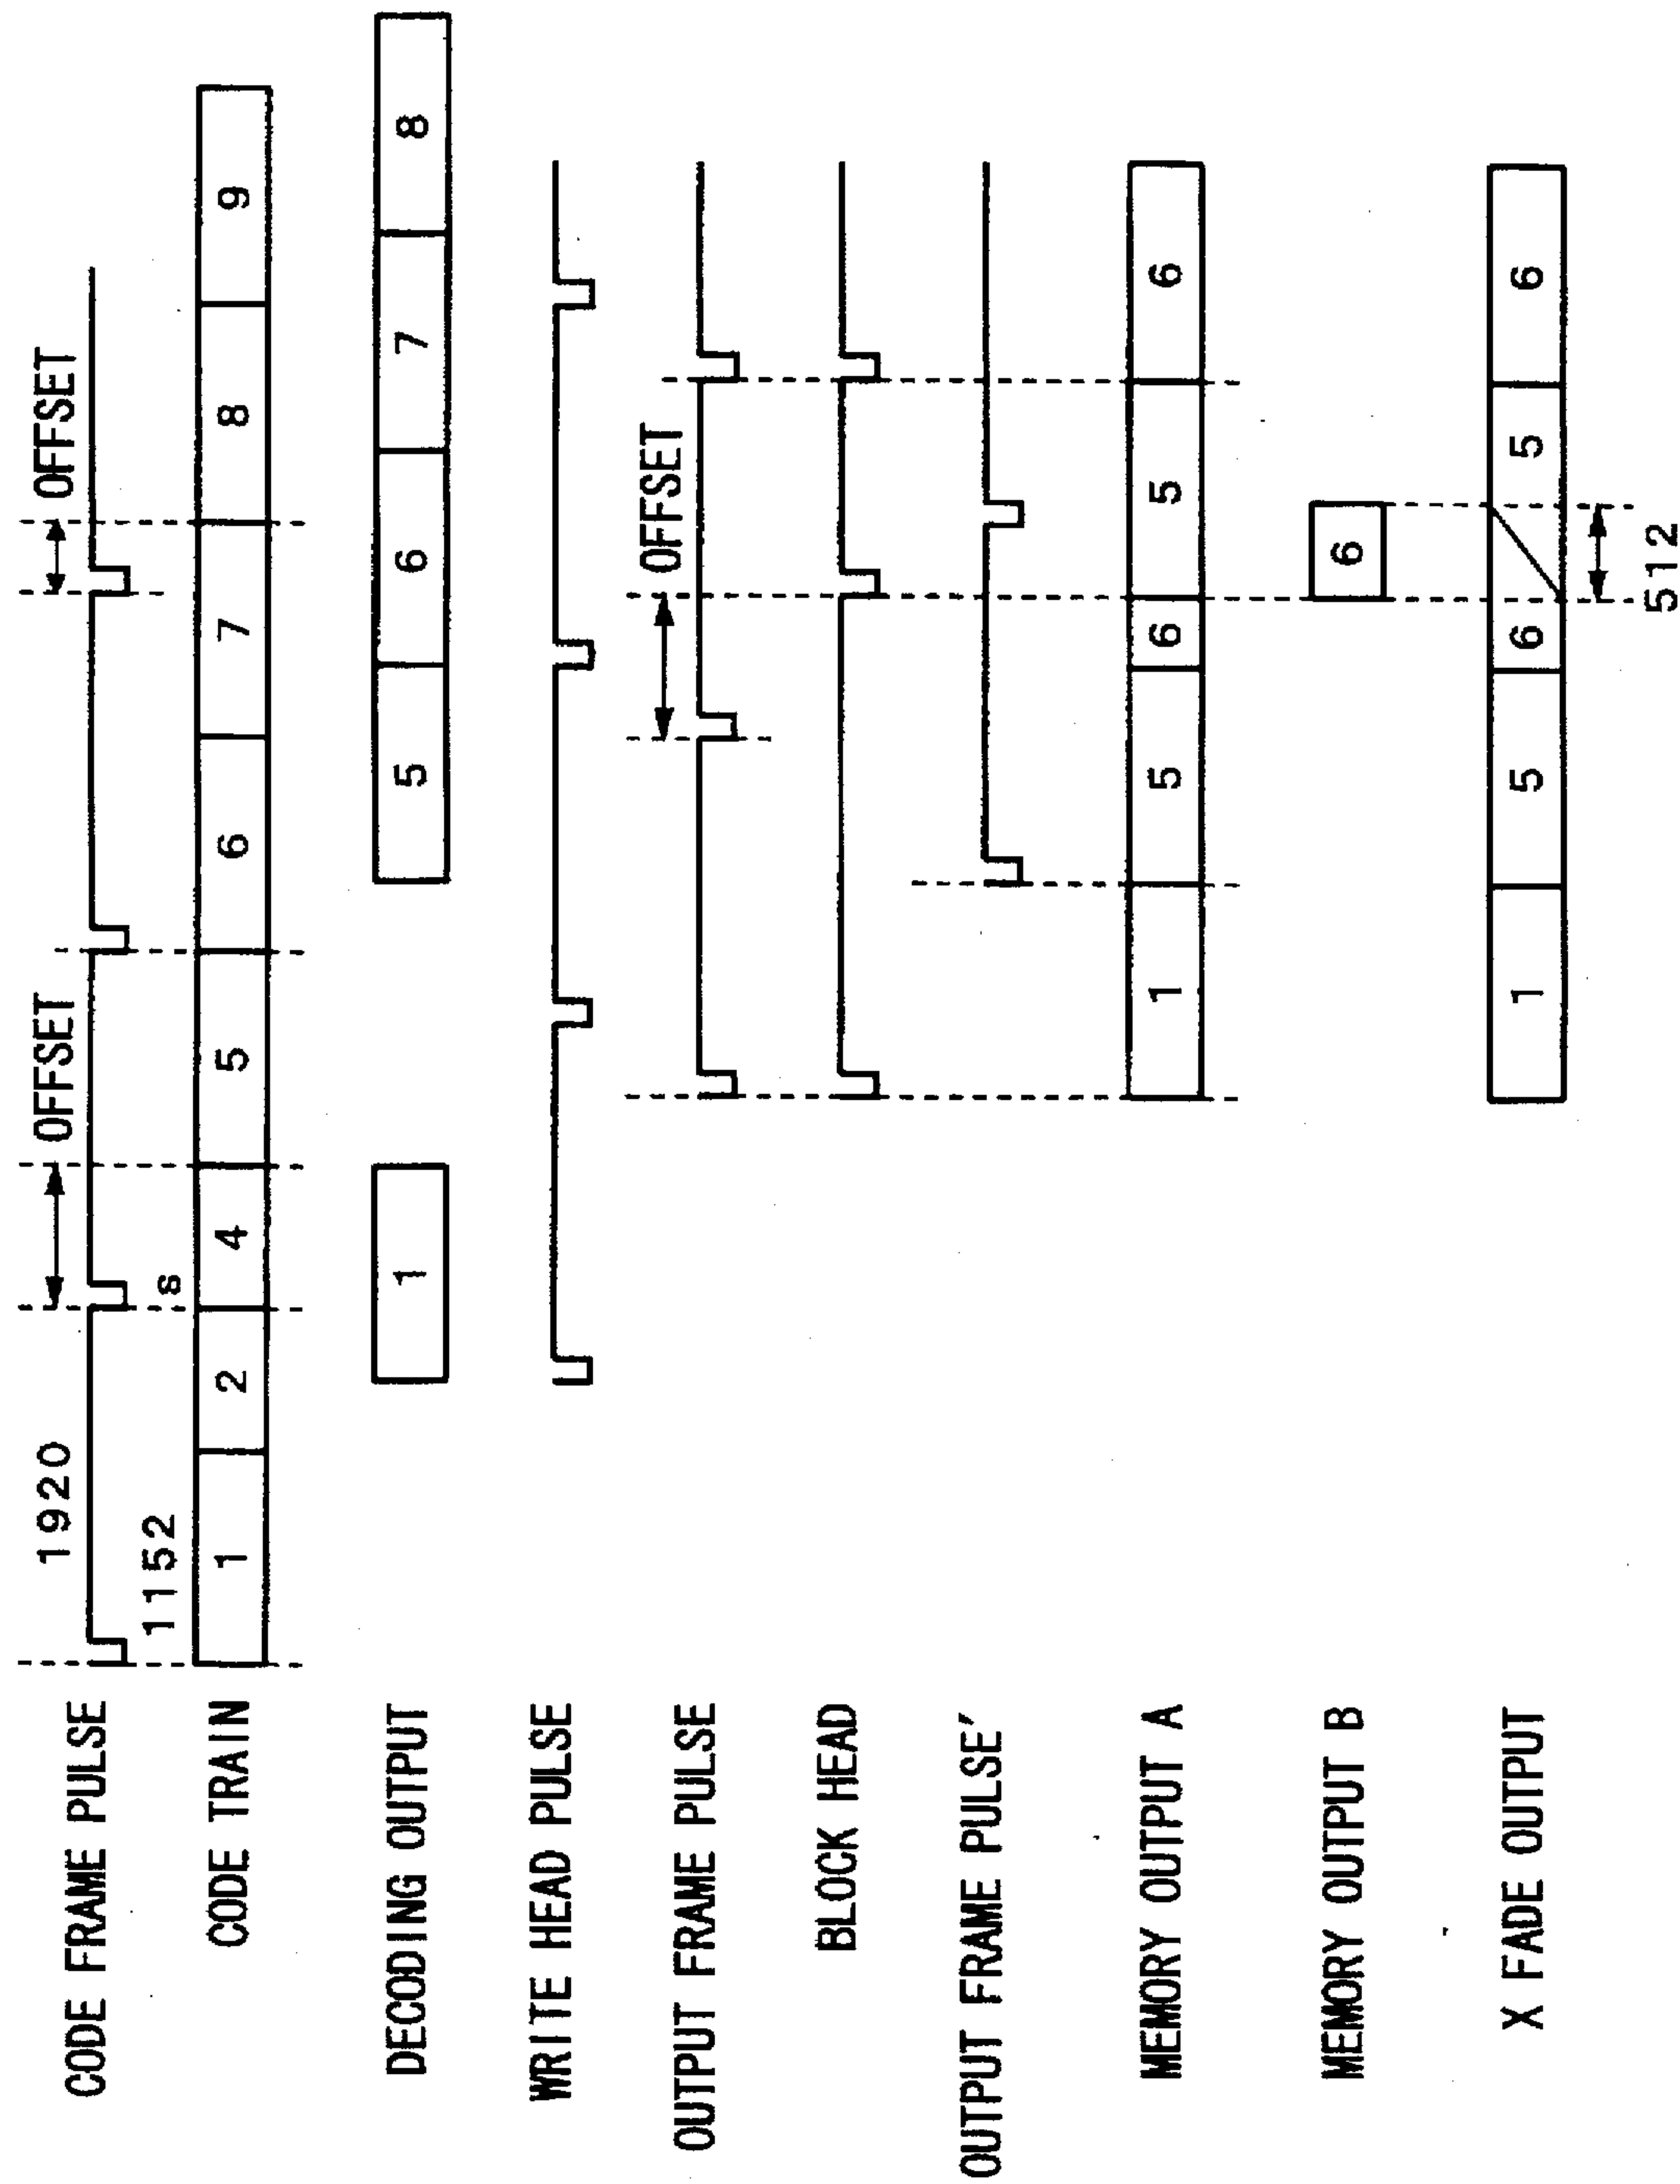 CODE FRAME PULSE
1920
OFFSET
OFFSET
1152
s
CODE TRAIN
1 2 4 5 6 7 8 9
DECODING OUTPUT
1 5 6 7 8
WRITE HEAD PULSE
OUTPUT FRAME PULSE
OFFSET
BLOCK HEAD
OUTPUT FRAME PULSE′
MEMORY OUTPUT A
1 5 6 5 6
MEMORY OUTPUT B
6
X FADE OUTPUT
1 5 6 5 6
512